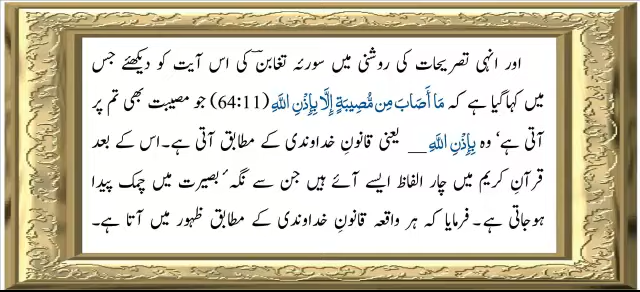 اور انہی تصریحات کی روشنی میں سورئہ تغابن کی اس آیت کو دیکھئے جس
میں کہا گیا ہے کہ مَا أَصَابَ مِن مُّصِيبَةٍ إِلَّا بِإِذْنِ اللَّهِ (64:11) جو مصیبت بھی تم پر
آتی ہے‘ وہ بِإِذْنِ اللَّهِ __ یعنی قانونِ خداوندی کے مطابق آتی ہے۔ اس کے بعد
قرآنِ کریم میں چار الفاظ ایسے آئے ہیں جن سے نگہ ٔ بصیرت میں چمک پیدا
ہوجاتی ہے۔ فرمایا کہ ہر واقعہ قانونِ خداوندی کے مطابق ظہور میں آتا ہے۔